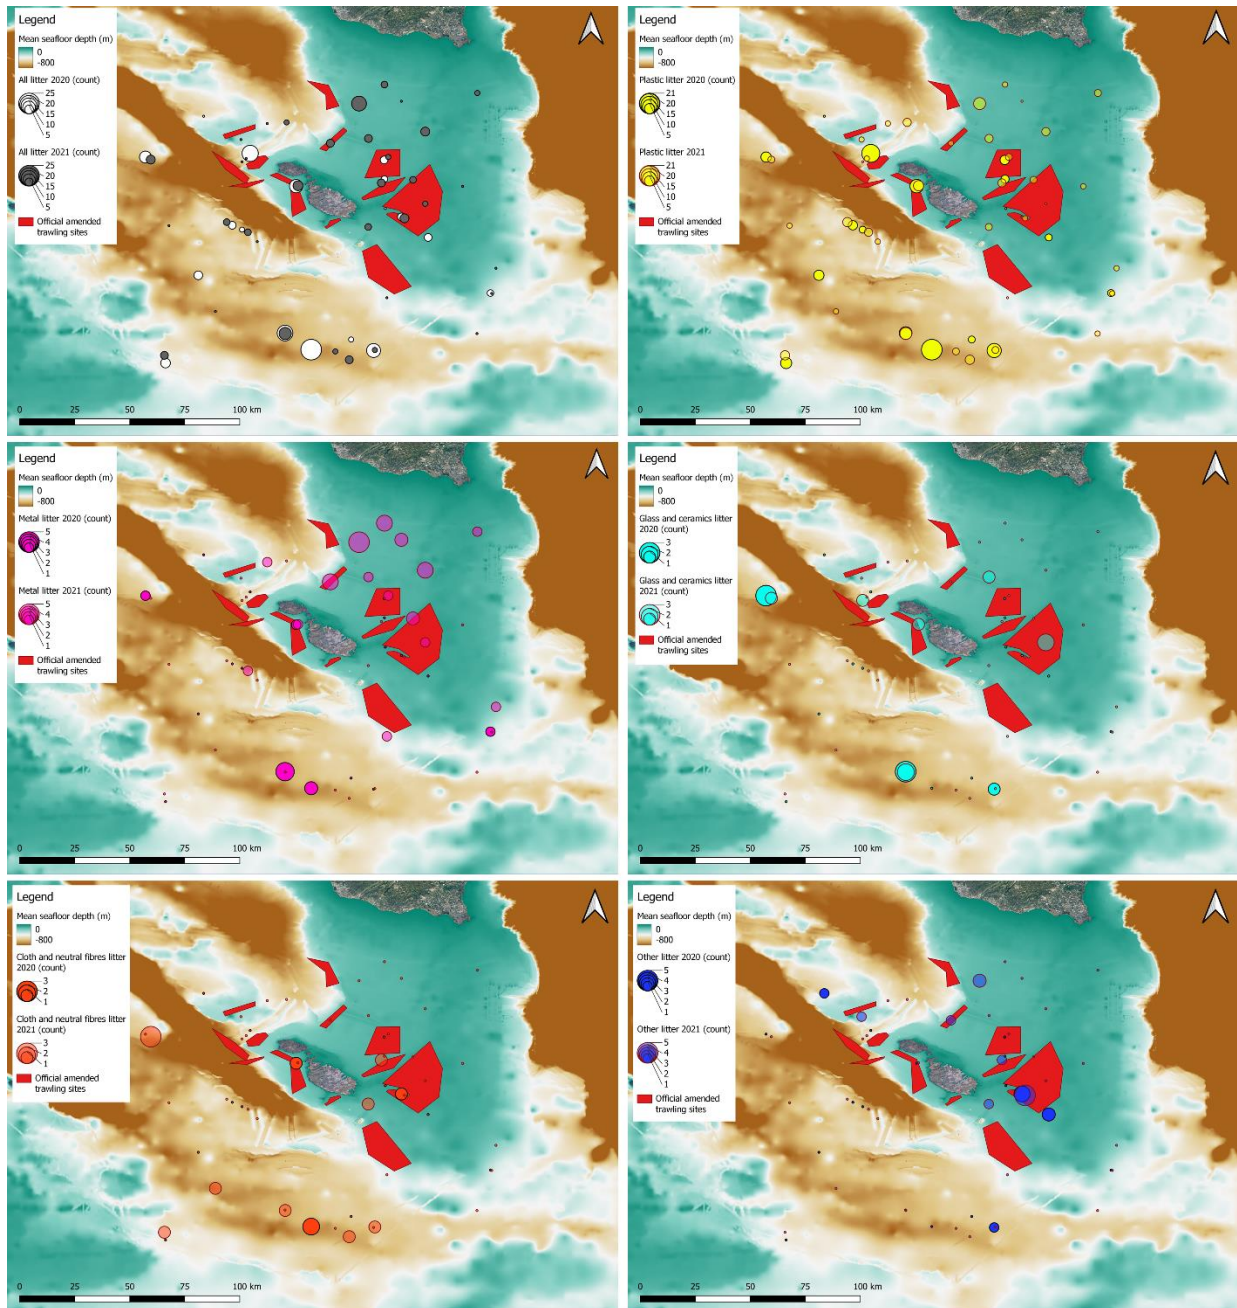 Legend
Mean seafloor depth (m)
0
-800
All litter 2020 (count)
25
20
15
10
5
All litter 2021 (count)
25
20
15
10
5
Official amended
trawling sites
0 25 50 75 100 km
Legend
Mean seafloor depth (m)
0
-800
Plastic litter 2020 (count)
21
20
15
10
5
Plastic litter 2021
21
20
15
10
5
Official amended
trawling sites
0 25 50 75 100 km
Legend
Mean seafloor depth (m)
0
-800
Metal litter 2020 (count)
5
4
3
2
1
Metal litter 2021 (count)
5
4
3
2
1
Official amended
trawling sites
0 25 50 75 100 km
Legend
Mean seafloor depth (m)
0
-800
Glass and ceramics litter
2020 (count)
3
2
1
Glass and ceramics litter
2021 (count)
3
2
1
Official amended
trawling sites
0 25 50 75 100 km
Legend
Mean seafloor depth (m)
0
-800
Cloth and neutral fibres litter
2020 (count)
3
2
1
Cloth and neutral fibres litter
2021 (count)
3
2
1
Official amended
trawling sites
0 25 50 75 100 km
Legend
Mean seafloor depth (m)
0
-800
Other litter 2020 (count)
5
4
3
2
1
Other litter 2021 (count)
5
4
3
2
1
Official amended
trawling sites
0 25 50 75 100 km